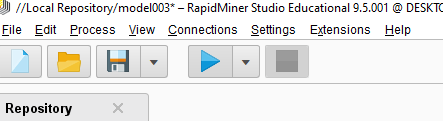 //Local Repository/model003* – RapidMiner Studio Educational 9.5.001 @ DESKTO
File Edit Process View Connections Settings Extensions Help
Repository